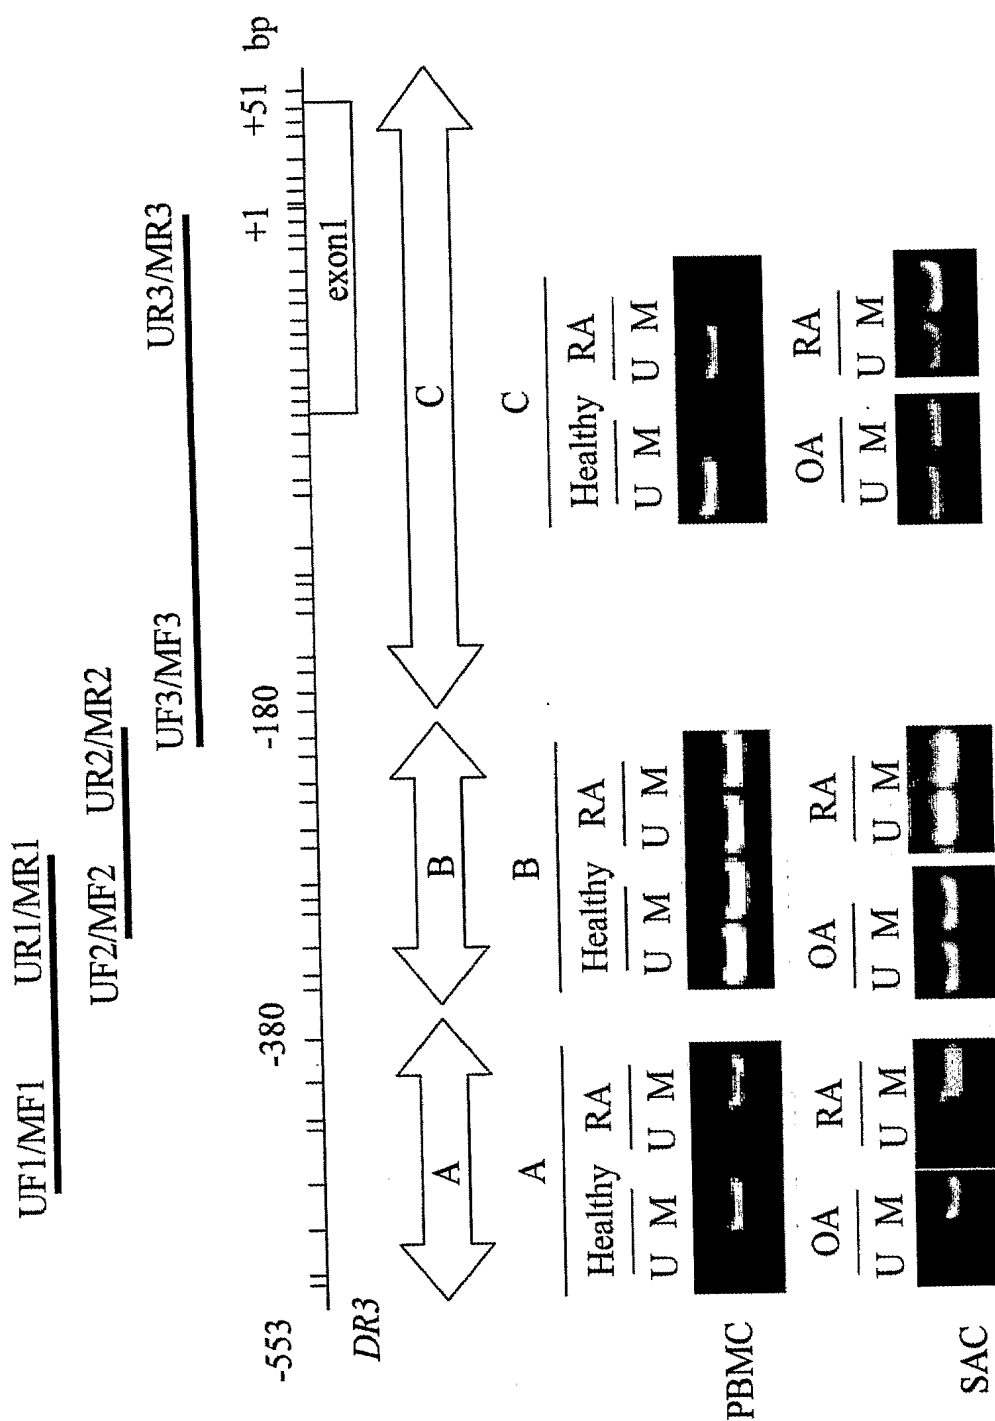 UF1/MF1 UR1/MR1
UF2/MF2 UR2/MR2
UF3/MF3 UR3/MR3
-553 -380 -180 +1 +51 bp
DR3 exon1
A B C
A B C
Healthy RA Healthy RA Healthy RA
U M U M U M U M U M U M
PBMC
OA RA OA RA OA RA
U M U M U M U M U M U M
SAC